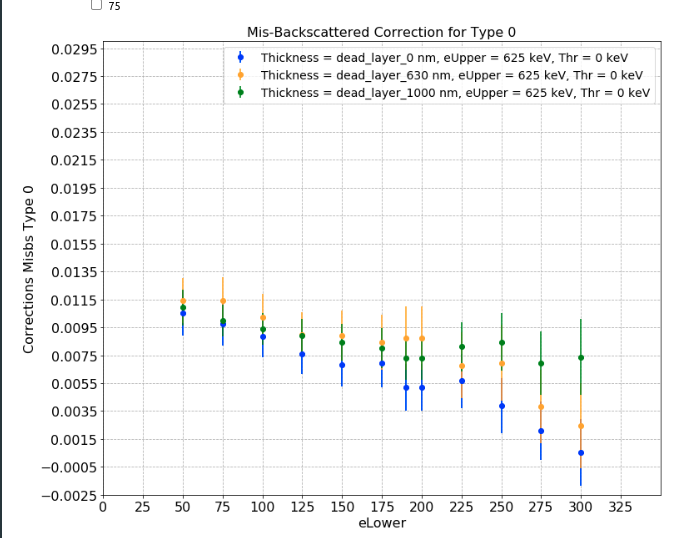 75
Mis-Backscattered Correction for Type 0
Thickness = dead_layer_0 nm, eUpper = 625 keV, Thr = 0 keV
Thickness = dead_layer_630 nm, eUpper = 625 keV, Thr = 0 keV
Thickness = dead_layer_1000 nm, eUpper = 625 keV, Thr = 0 keV
Corrections Misbs Type 0
0.0295
0.0275
0.0255
0.0235
0.0215
0.0195
0.0175
0.0155
0.0135
0.0115
0.0095
0.0075
0.0055
0.0035
0.0015
−0.0005
−0.0025
0 25 50 75 100 125 150 175 200 225 250 275 300 325
eLower